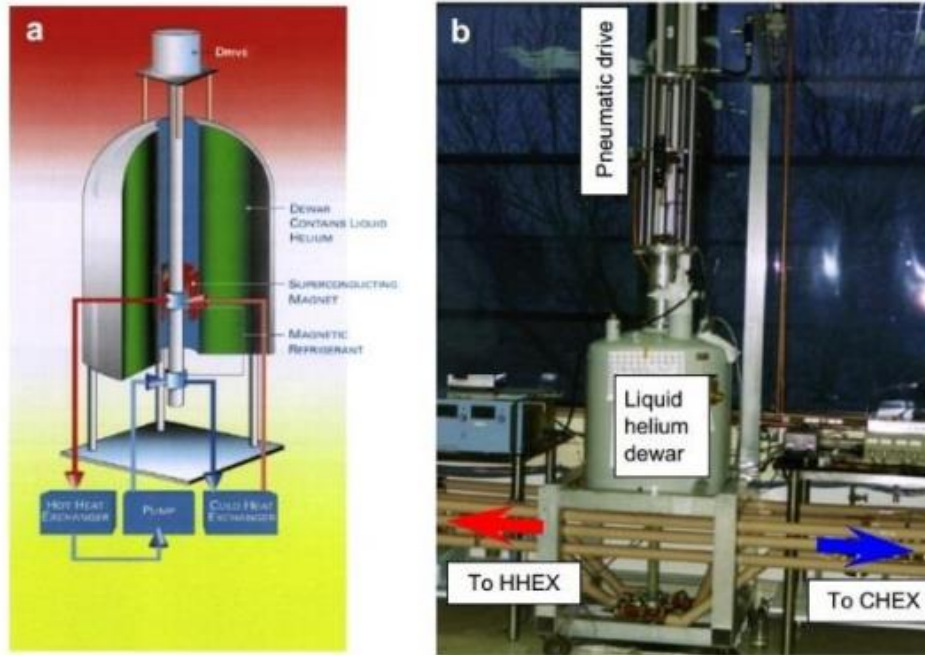 a
DRIVE
DEWAR
CONTAINS LIQUID
HELIUM
SUPERCONDUCTING
MAGNET
MAGNETIC
REFRIGERANT
HOT HEAT
EXCHANGER
PUMP
COLD HEAT
EXCHANGER
b
Pneumatic drive
Liquid
helium
dewar
To HHEX
To CHEX